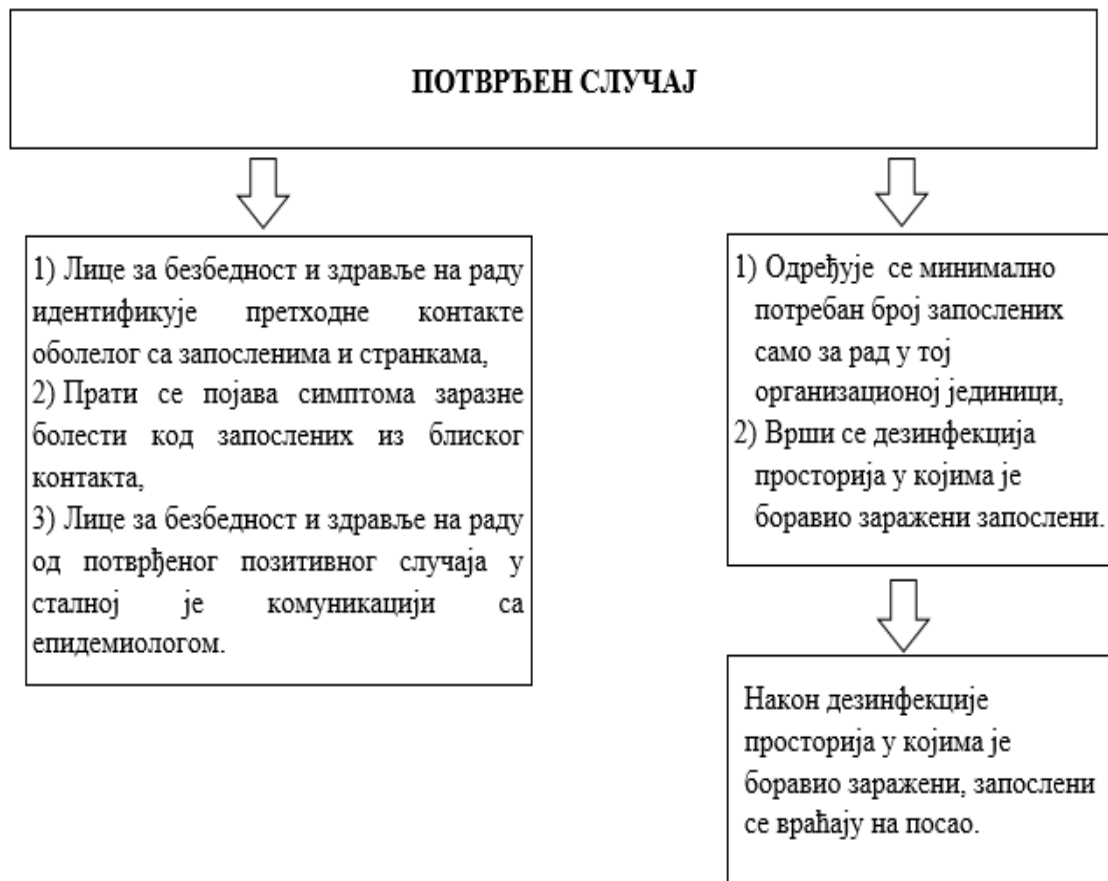 ПОТВРЂЕН СЛУЧАЈ
1) Лице за безбедност и здравље на раду
идентификује претходне контакте
оболелог са запосленима и странкама,
2) Прати се појава симптома заразне
болести код запослених из блиског
контакта,
3) Лице за безбедност и здравље на раду
од потврђеног позитивног случаја у
сталној је комуникацији са
епидемиологом.
1) Одређује се минимално
потребан број запослених
само за рад у тој
организационој јединици,
2) Врши се дезинфекција
просторија у којима је
боравио заражени запослени.
Након дезинфекције
просторија у којима је
боравио заражени, запослени
се враћају на посао.